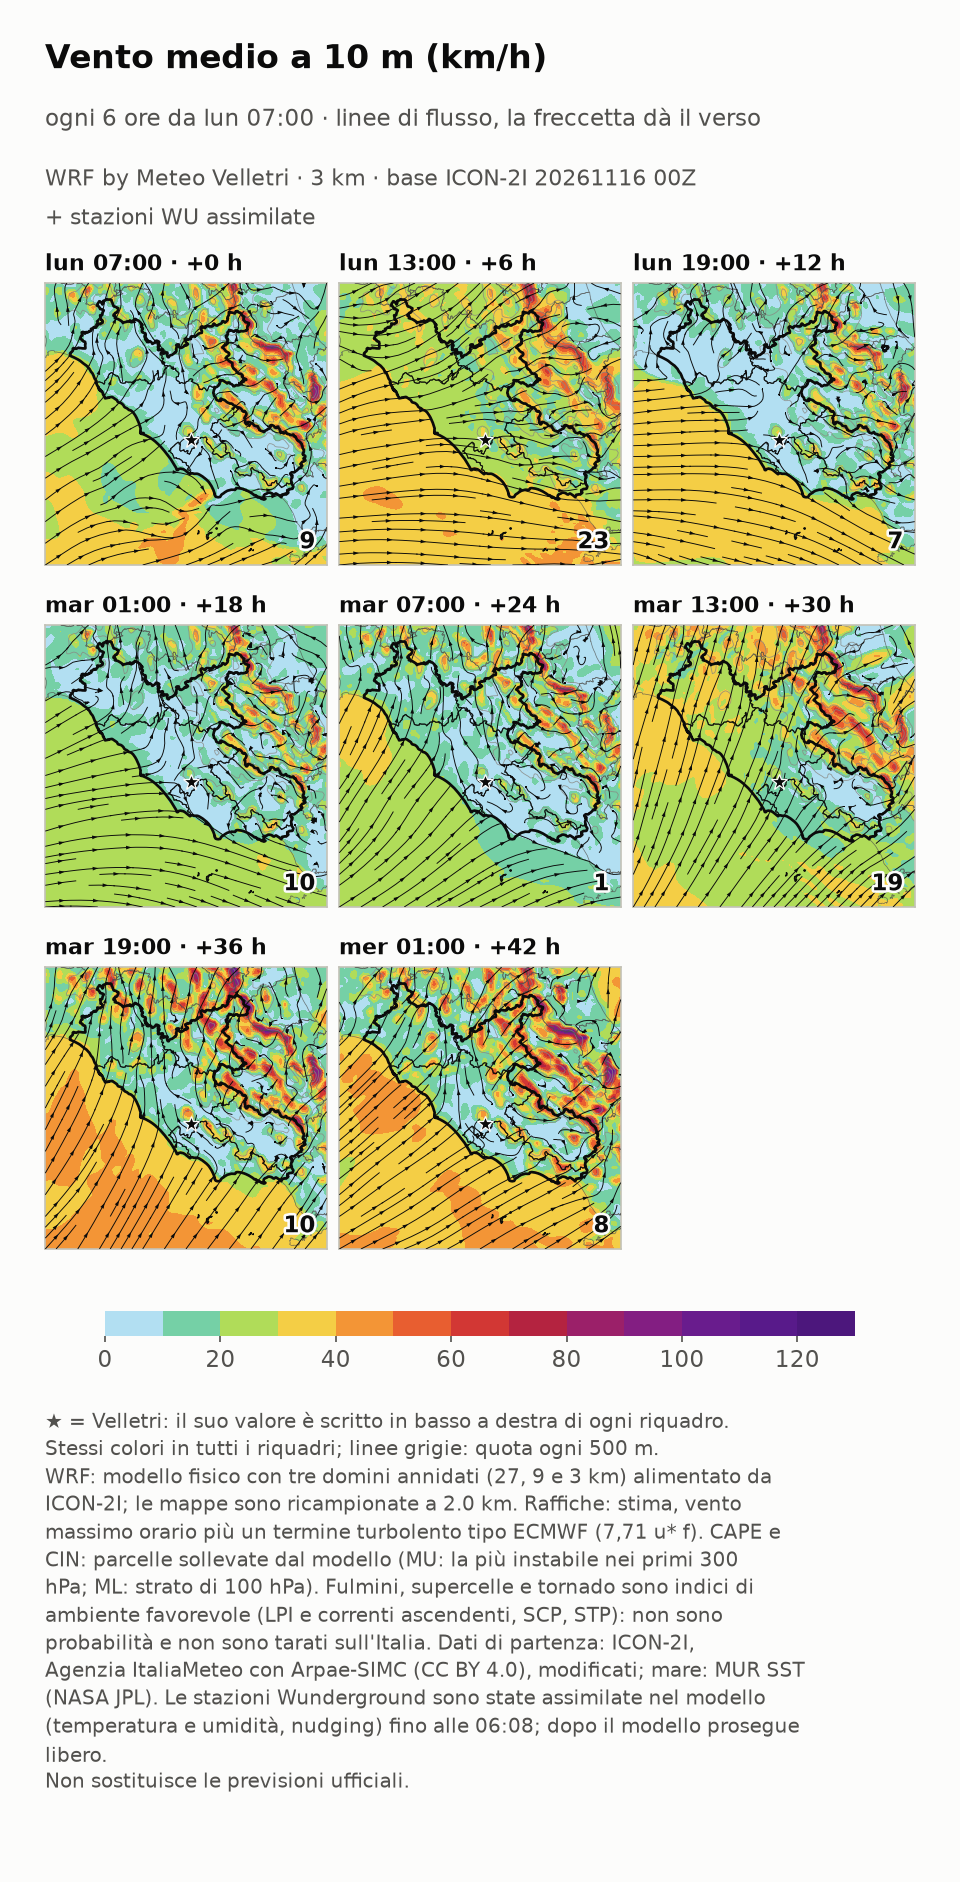 Vento medio a 10 m (km/h)
ogni 6 ore da lun 07:00 · linee di flusso, la freccetta dà il verso
WRF by Meteo Velletri · 3 km · base ICON-2I 20261116 00Z
+ stazioni WU assimilate
lun 07:00 · +0 h
lun 13:00 · +6 h
lun 19:00 · +12 h
9
23
7
mar 01:00 · +18 h
mar 07:00 · +24 h
mar 13:00 · +30 h
10
1
19
mar 19:00 · +36 h
mer 01:00 · +42 h
10
8
0
20
40
60
80
100
120
★ = Velletri: il suo valore è scritto in basso a destra di ogni riquadro.
Stessi colori in tutti i riquadri; linee grigie: quota ogni 500 m.
WRF: modello fisico con tre domini annidati (27, 9 e 3 km) alimentato da
ICON-2I; le mappe sono ricampionate a 2.0 km. Raffiche: stima, vento
massimo orario più un termine turbolento tipo ECMWF (7,71 u* f). CAPE e
CIN: parcelle sollevate dal modello (MU: la più instabile nei primi 300
hPa; ML: strato di 100 hPa). Fulmini, supercelle e tornado sono indici di
ambiente favorevole (LPI e correnti ascendenti, SCP, STP): non sono
probabilità e non sono tarati sull'Italia. Dati di partenza: ICON-2I,
Agenzia ItaliaMeteo con Arpae-SIMC (CC BY 4.0), modificati; mare: MUR SST
(NASA JPL). Le stazioni Wunderground sono state assimilate nel modello
(temperatura e umidità, nudging) fino alle 06:08; dopo il modello prosegue
libero.
Non sostituisce le previsioni ufficiali.